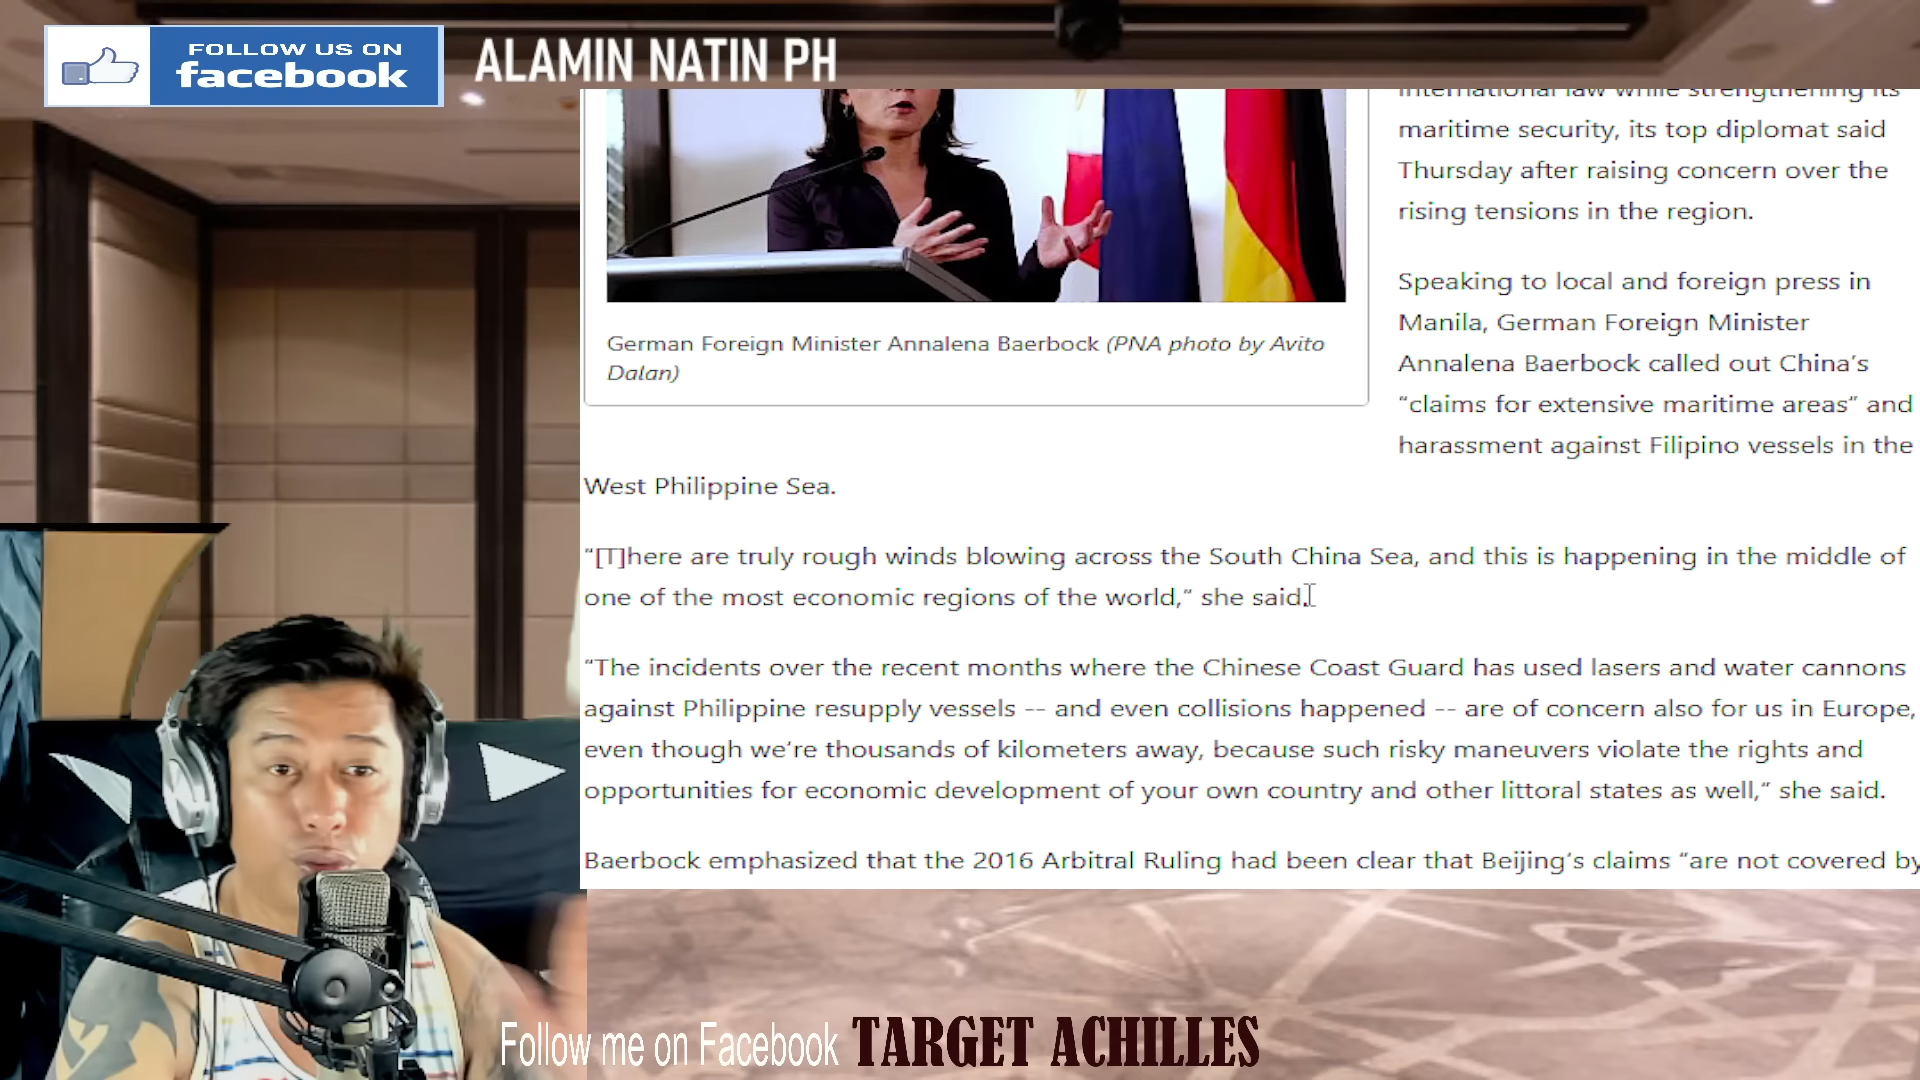 FOLLOW US ON
facebook
ALAMIN NATIN PH
international law while strengthening its
maritime security, its top diplomat said
Thursday after raising concern over the
rising tensions in the region.
Speaking to local and foreign press in
Manila, German Foreign Minister
Annalena Baerbock called out China’s
“claims for extensive maritime areas” and
harassment against Filipino vessels in the
West Philippine Sea.
German Foreign Minister Annalena Baerbock (PNA photo by Avito
Dalan)
“[T]here are truly rough winds blowing across the South China Sea, and this is happening in the middle of
one of the most economic regions of the world,” she said.
“The incidents over the recent months where the Chinese Coast Guard has used lasers and water cannons
against Philippine resupply vessels -- and even collisions happened -- are of concern also for us in Europe,
even though we’re thousands of kilometers away, because such risky maneuvers violate the rights and
opportunities for economic development of your own country and other littoral states as well,” she said.
Baerbock emphasized that the 2016 Arbitral Ruling had been clear that Beijing’s claims “are not covered by
Follow me on Facebook TARGET ACHILLES